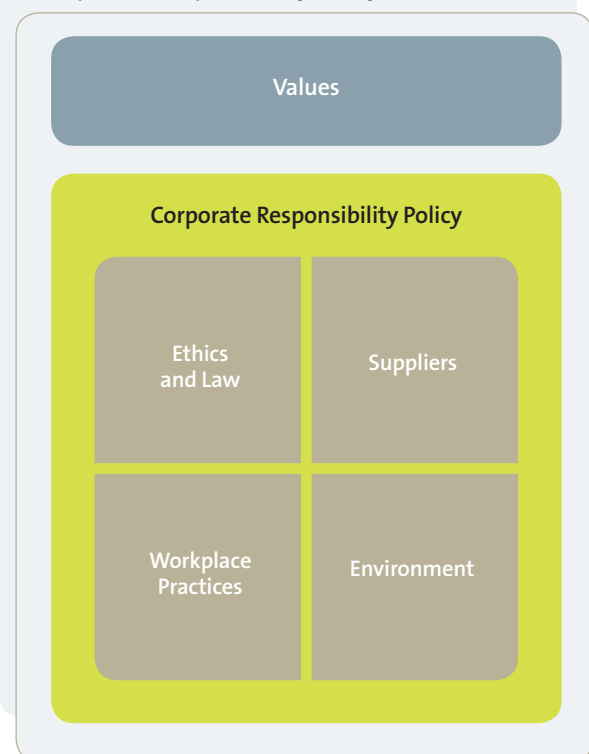 Values
Corporate Responsibility Policy
Ethics
and Law
Suppliers
Workplace
Practices
Environment